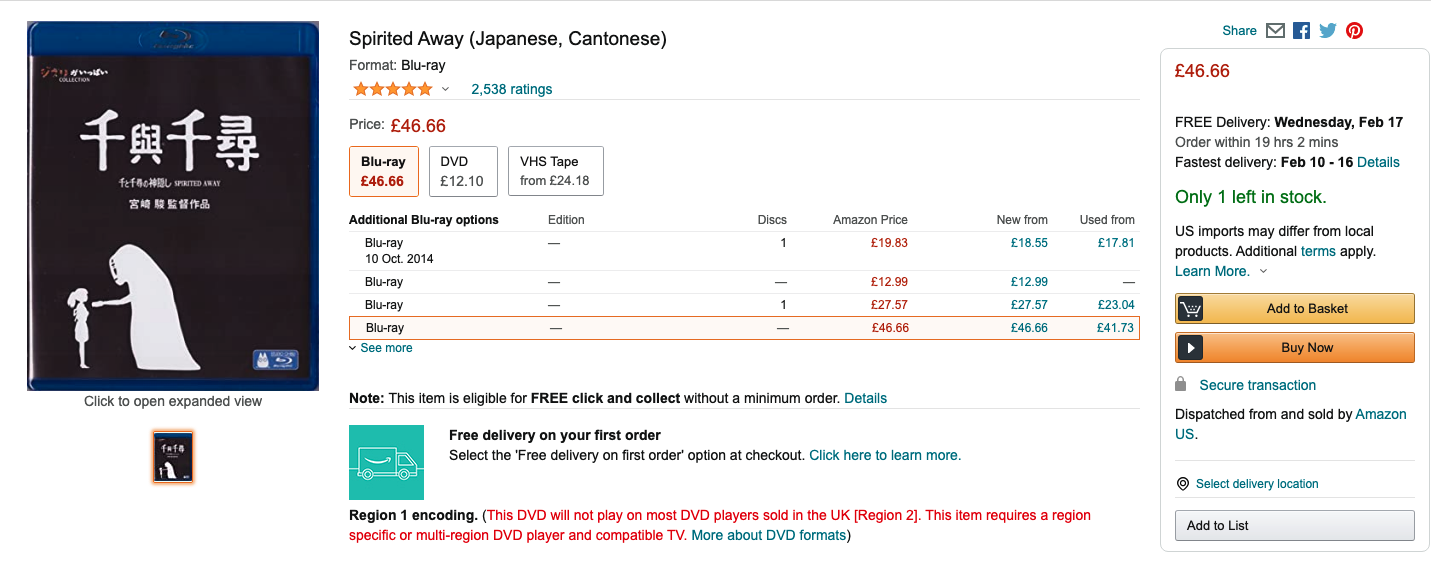 Share
Spirited Away (Japanese, Cantonese)
Format: Blu-ray
2,538 ratings
Price: £46.66
Blu-ray
£46.66
DVD
£12.10
VHS Tape
from £24.18
Additional Blu-ray options Edition Discs Amazon Price New from Used from
Blu-ray — 1 £19.83 £18.55 £17.81
10 Oct. 2014
Blu-ray — — £12.99 £12.99 —
Blu-ray — 1 £27.57 £27.57 £23.04
Blu-ray — — £46.66 £46.66 £41.73
See more
Note: This item is eligible for FREE click and collect without a minimum order. Details
Free delivery on your first order
Select the 'Free delivery on first order' option at checkout. Click here to learn more.
Region 1 encoding. (This DVD will not play on most DVD players sold in the UK [Region 2]. This item requires a region
specific or multi-region DVD player and compatible TV. More about DVD formats)
ジブリがいっぱい
COLLECTION
千與千尋
千と千尋の神隠し SPIRITED AWAY
宮崎 駿 監督作品
Click to open expanded view
千與千尋
£46.66
FREE Delivery: Wednesday, Feb 17
Order within 19 hrs 2 mins
Fastest delivery: Feb 10 - 16 Details
Only 1 left in stock.
US imports may differ from local
products. Additional terms apply.
Learn More.
Add to Basket
Buy Now
Secure transaction
Dispatched from and sold by Amazon
US.
Select delivery location
Add to List